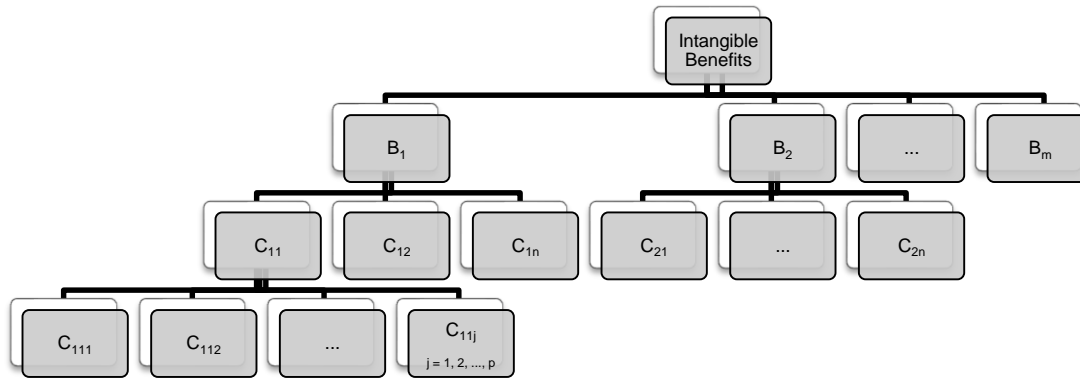 Intangible
Benefits
B₁
B₂
...
Bₘ
C₁₁
C₁₂
C₁ₙ
C₂₁
...
C₂ₙ
C₁₁₁
C₁₁₂
...
C₁₁ⱼ
j = 1, 2, ..., p